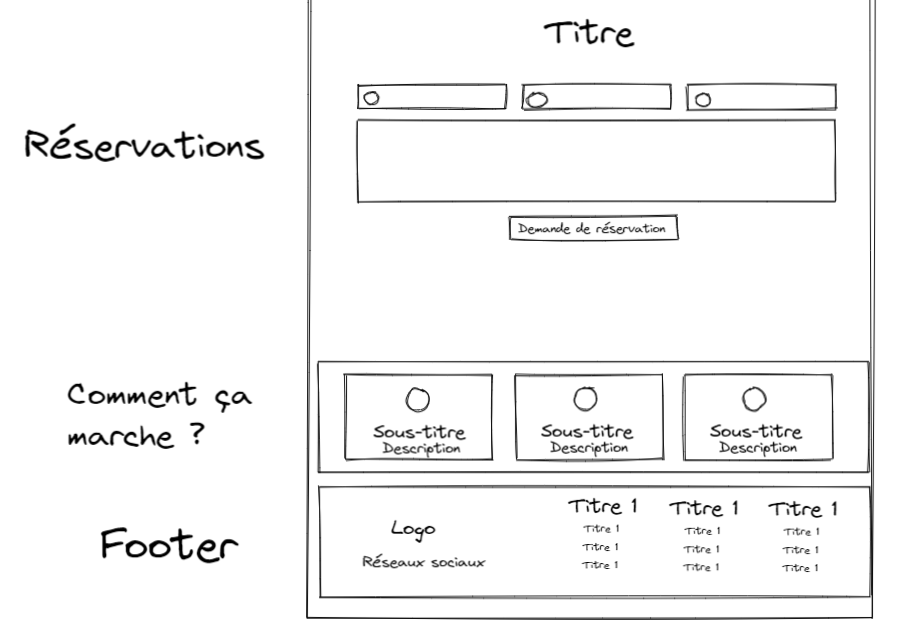 Titre
Réservations
Demande de réservation
Comment ça
marche ?
Sous-titre
Description
Sous-titre
Description
Sous-titre
Description
Footer
Logo
Réseaux sociaux
Titre 1
Titre 1
Titre 1
Titre 1
Titre 1
Titre 1
Titre 1
Titre 1
Titre 1
Titre 1
Titre 1
Titre 1